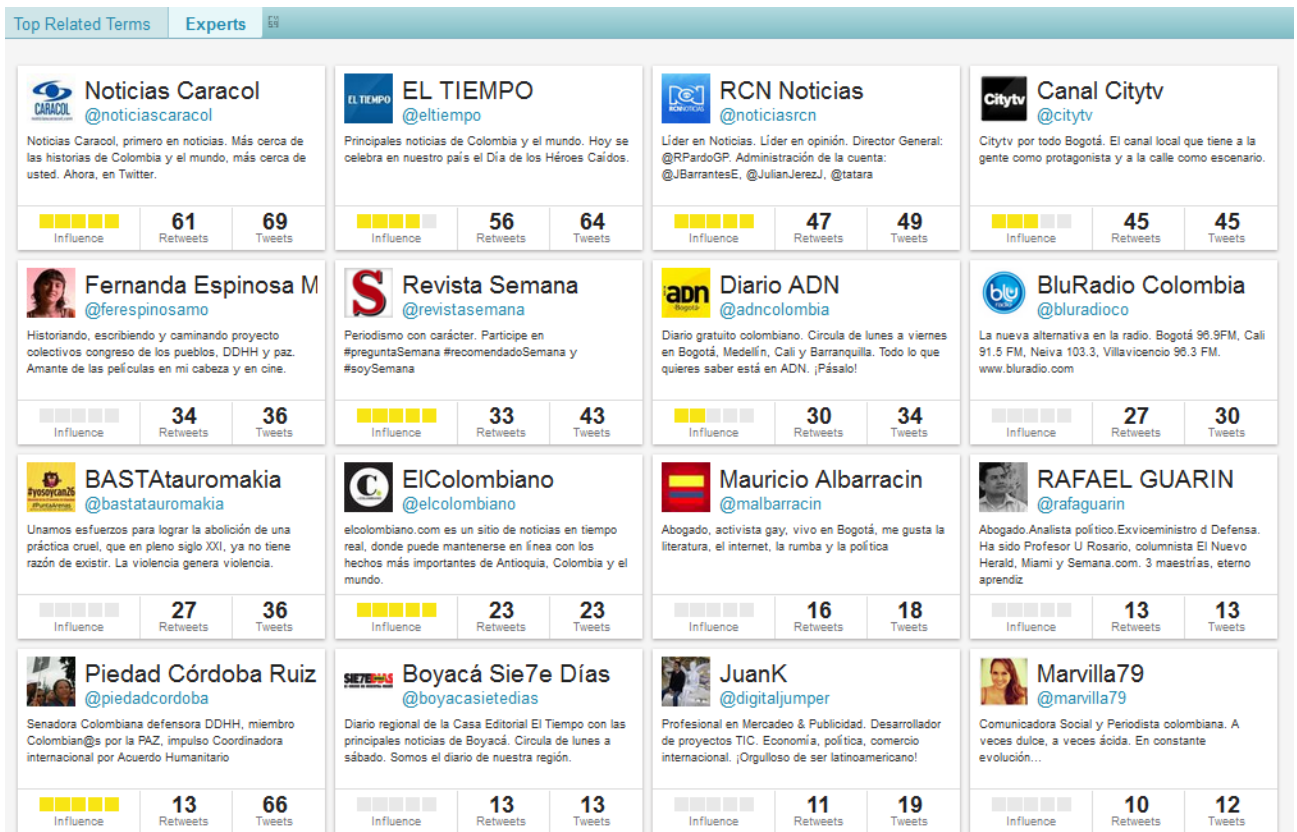 Top Related Terms
Experts
CARACOL
Noticias Caracol
@noticiascaracol
Noticias Caracol, primero en noticias. Más cerca de
las historias de Colombia y el mundo, más cerca de
usted. Ahora, en Twitter.
Influence
61
Retweets
69
Tweets
EL TIEMPO
EL TIEMPO
@eltiempo
Principales noticias de Colombia y el mundo. Hoy se
celebra en nuestro país el Día de los Héroes Caídos.
Influence
56
Retweets
64
Tweets
RCN NOTICIAS
RCN Noticias
@noticiasrcn
Líder en Noticias. Líder en opinión. Director General:
@RPardoGP. Administración de la cuenta:
@JBarrantesE, @JulianJerezJ, @tatara
Influence
47
Retweets
49
Tweets
Citytv
Canal Citytv
@citytv
Citytv por todo Bogotá. El canal local que tiene a la
gente como protagonista y a la calle como escenario.
Influence
45
Retweets
45
Tweets
Fernanda Espinosa M
@ferespinosamo
Historiando, escribiendo y caminando proyecto
colectivos congreso de los pueblos, DDHH y paz.
Amante de las películas en mi cabeza y en cine.
Influence
34
Retweets
36
Tweets
S
Revista Semana
@revistasemana
Periodismo con carácter. Participe en
#preguntaSemana #recomendadoSemana y
#soySemana
Influence
33
Retweets
43
Tweets
adn
Bogotá
Diario ADN
@adncolombia
Diario gratuito colombiano. Circula de lunes a viernes
en Bogotá, Medellín, Cali y Barranquilla. Todo lo que
quieres saber está en ADN. ¡Pásalo!
Influence
30
Retweets
34
Tweets
blu
radio
BluRadio Colombia
@bluradioco
La nueva alternativa en la radio. Bogotá 96.9FM, Cali
91.5 FM, Neiva 103.3, Villavicencio 96.3 FM.
www.bluradio.com
Influence
27
Retweets
30
Tweets
#yosoycan26
#PuntaArenas
BASTAtauromakia
@bastatauromakia
Unamos esfuerzos para lograr la abolición de una
práctica cruel, que en pleno siglo XXI, ya no tiene
razón de existir. La violencia genera violencia.
Influence
27
Retweets
36
Tweets
C.
ElColombiano
@elcolombiano
elcolombiano.com es un sitio de noticias en tiempo
real, donde puede mantenerse en línea con los
hechos más importantes de Antioquia, Colombia y el
mundo.
Influence
23
Retweets
23
Tweets
Mauricio Albarracin
@malbarracin
Abogado, activista gay, vivo en Bogotá, me gusta la
literatura, el internet, la rumba y la política
Influence
16
Retweets
18
Tweets
RAFAEL GUARIN
@rafaguarin
Abogado.Analista político.Exviceministro d Defensa.
Ha sido Profesor U Rosario, columnista El Nuevo
Herald, Miami y Semana.com. 3 maestrías, eterno
aprendiz
Influence
13
Retweets
13
Tweets
Piedad Córdoba Ruiz
@piedadcordoba
Senadora Colombiana defensora DDHH, miembro
Colombian@s por la PAZ, impulso Coordinadora
internacional por Acuerdo Humanitario
Influence
13
Retweets
66
Tweets
SIE7EDÍAS
Boyacá Sie7e Días
@boyacasietedias
Diario regional de la Casa Editorial El Tiempo con las
principales noticias de Boyacá. Circula de lunes a
sábado. Somos el diario de nuestra región.
Influence
13
Retweets
13
Tweets
JuanK
@digitaljumper
Profesional en Mercadeo & Publicidad. Desarrollador
de proyectos TIC. Economía, política, comercio
internacional. ¡Orgulloso de ser latinoamericano!
Influence
11
Retweets
19
Tweets
Marvilla79
@marvilla79
Comunicadora Social y Periodista colombiana. A
veces dulce, a veces ácida. En constante
evolución...
Influence
10
Retweets
12
Tweets